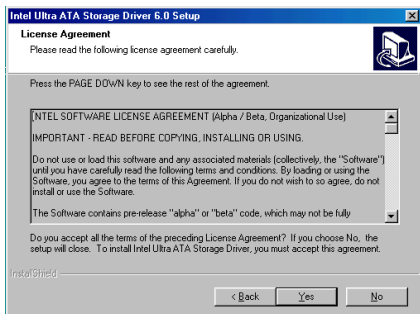 Intel Ultra ATA Storage Driver 6.0 Setup
License Agreement
Please read the following license agreement carefully.
Press the PAGE DOWN key to see the rest of the agreement.
INTEL SOFTWARE LICENSE AGREEMENT (Alpha / Beta, Organizational Use)
IMPORTANT - READ BEFORE COPYING, INSTALLING OR USING.
Do not use or load this software and any associated materials (collectively, the "Software")
until you have carefully read the following terms and conditions. By loading or using the
Software, you agree to the terms of this Agreement. If you do not wish to so agree, do not
install or use the Software.
The Software contains pre-release "alpha" or "beta" code, which may not be fully
Do you accept all the terms of the preceding License Agreement? If you choose No, the
setup will close. To install Intel Ultra ATA Storage Driver, you must accept this agreement.
InstallShield
< Back Yes No